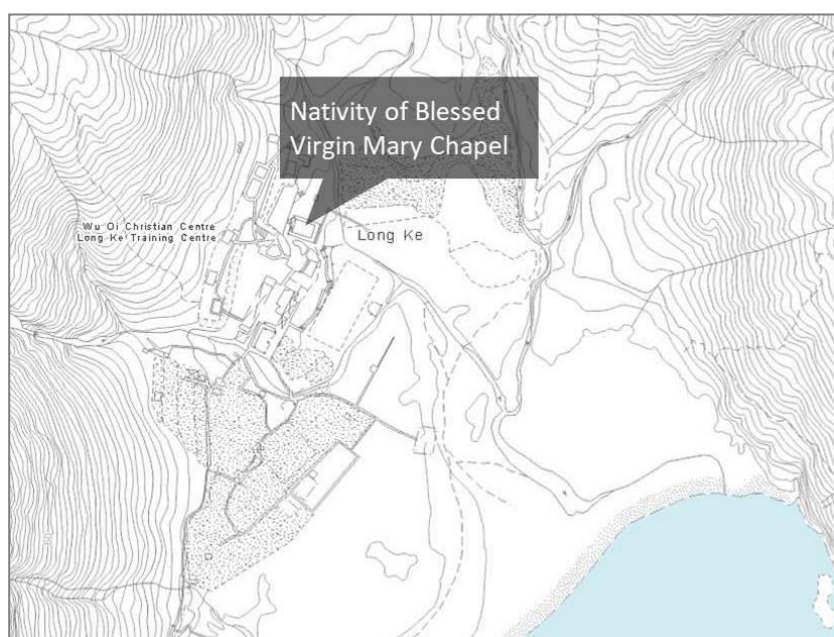 Nativity of Blessed
Virgin Mary Chapel
Wu Oi Christian Centre
Long Ke Training Centre
Long Ke